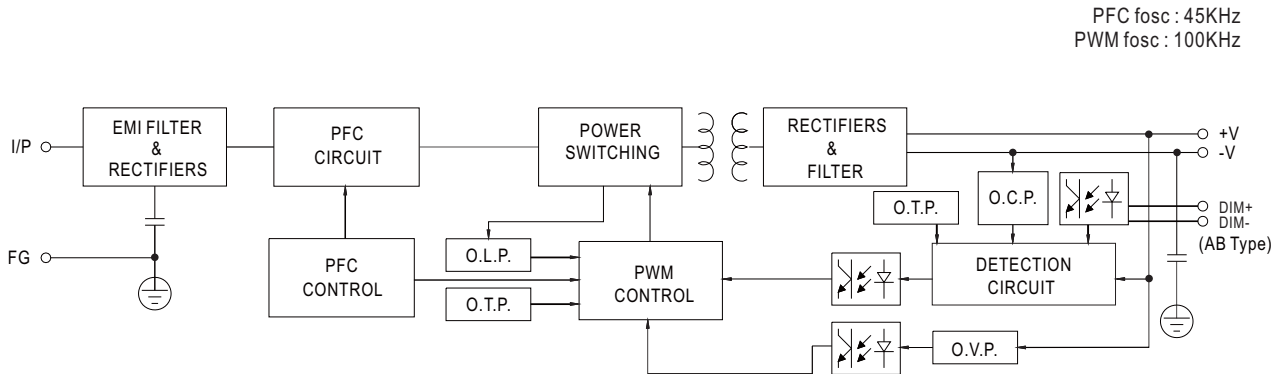 PFC fosc : 45KHz
PWM fosc : 100KHz
I/P
EMI FILTER
&
RECTIFIERS
PFC
CIRCUIT
POWER
SWITCHING
RECTIFIERS
&
FILTER
+V
-V
O.T.P.
O.C.P.
DIM+
DIM-
(AB Type)
FG
PFC
CONTROL
O.L.P.
O.T.P.
PWM
CONTROL
DETECTION
CIRCUIT
O.V.P.